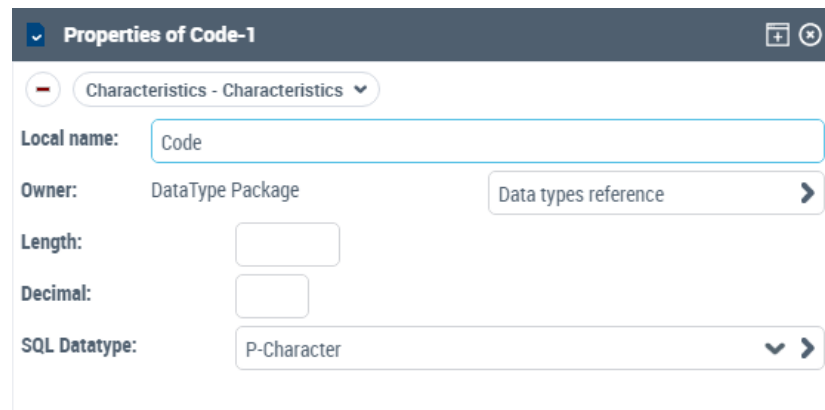 Properties of Code-1
Characteristics - Characteristics
Local name: Code
Owner: DataType Package Data types reference
Length:
Decimal:
SQL Datatype: P-Character